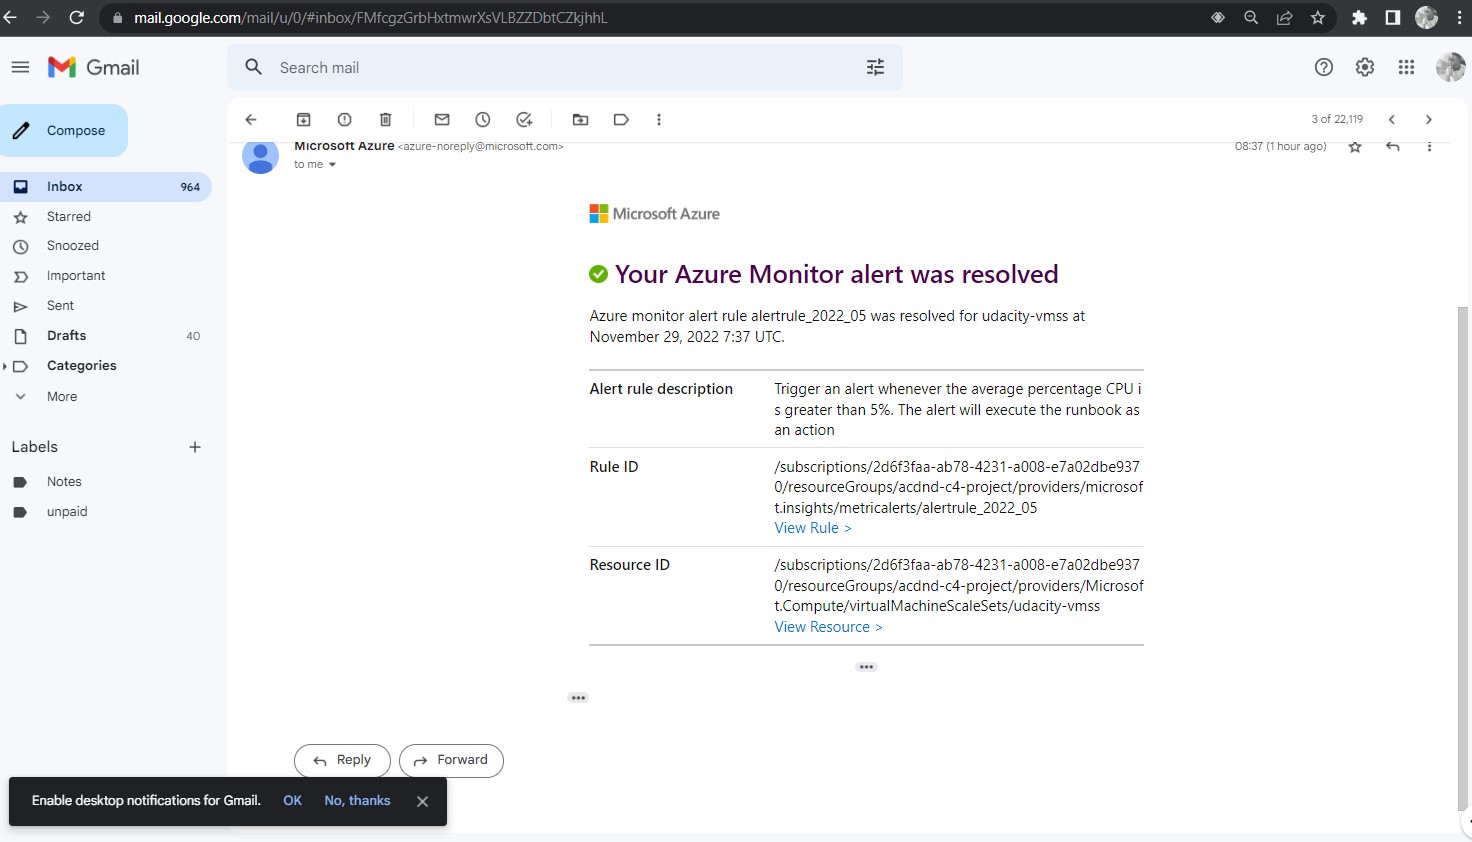 mail.google.com/mail/u/0/#inbox/FMfcgzGrbHxtmwrXsVLBZZDbtCZkjhhL
Gmail
Search mail
Compose
3 of 22,119
Microsoft Azure <azure-noreply@microsoft.com>
08:37 (1 hour ago)
to me
Inbox 964
Starred
Snoozed
Important
Sent
Drafts 40
Categories
More
Labels
Notes
unpaid
Microsoft Azure
Your Azure Monitor alert was resolved
Azure monitor alert rule alertrule_2022_05 was resolved for udacity-vmss at
November 29, 2022 7:37 UTC.
Alert rule description
Trigger an alert whenever the average percentage CPU i
s greater than 5%. The alert will execute the runbook as
an action
Rule ID
/subscriptions/2d6f3faa-ab78-4231-a008-e7a02dbe937
0/resourceGroups/acdnd-c4-project/providers/microsof
t.insights/metricalerts/alertrule_2022_05
View Rule >
Resource ID
/subscriptions/2d6f3faa-ab78-4231-a008-e7a02dbe937
0/resourceGroups/acdnd-c4-project/providers/Microsof
t.Compute/virtualMachineScaleSets/udacity-vmss
View Resource >
Reply
Forward
Enable desktop notifications for Gmail. OK No, thanks